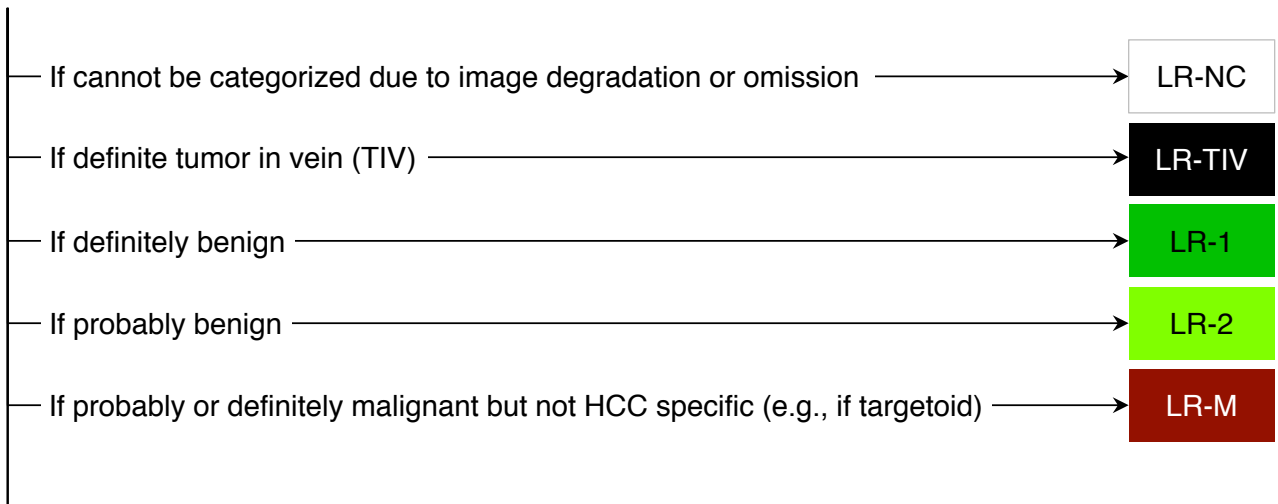 If cannot be categorized due to image degradation or omission LR-NC
If definite tumor in vein (TIV) LR-TIV
If definitely benign LR-1
If probably benign LR-2
If probably or definitely malignant but not HCC specific (e.g., if targetoid) LR-M